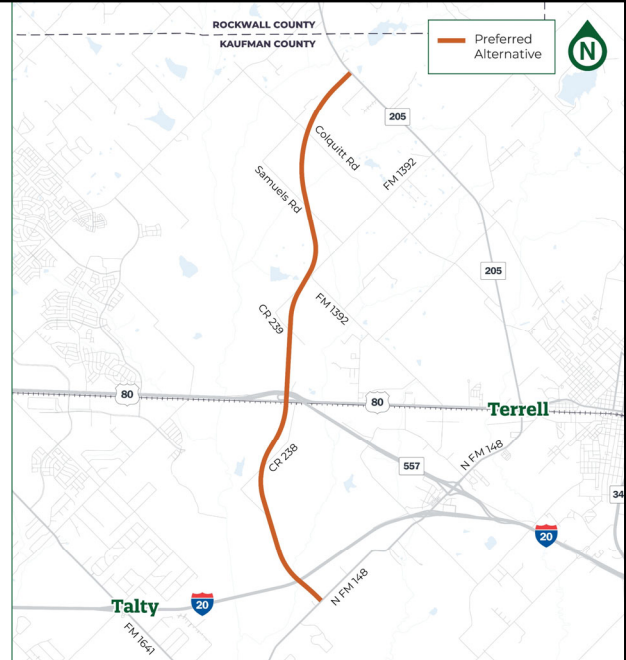 ROCKWALL COUNTY
KAUFMAN COUNTY
Preferred
Alternative
N
205
Colquitt Rd
FM 1392
Samuels Rd
205
FM 1392
CR 239
80
80
Terrell
CR 238
557
N FM 148
34
20
N FM 148
Talty
20
FM 1641